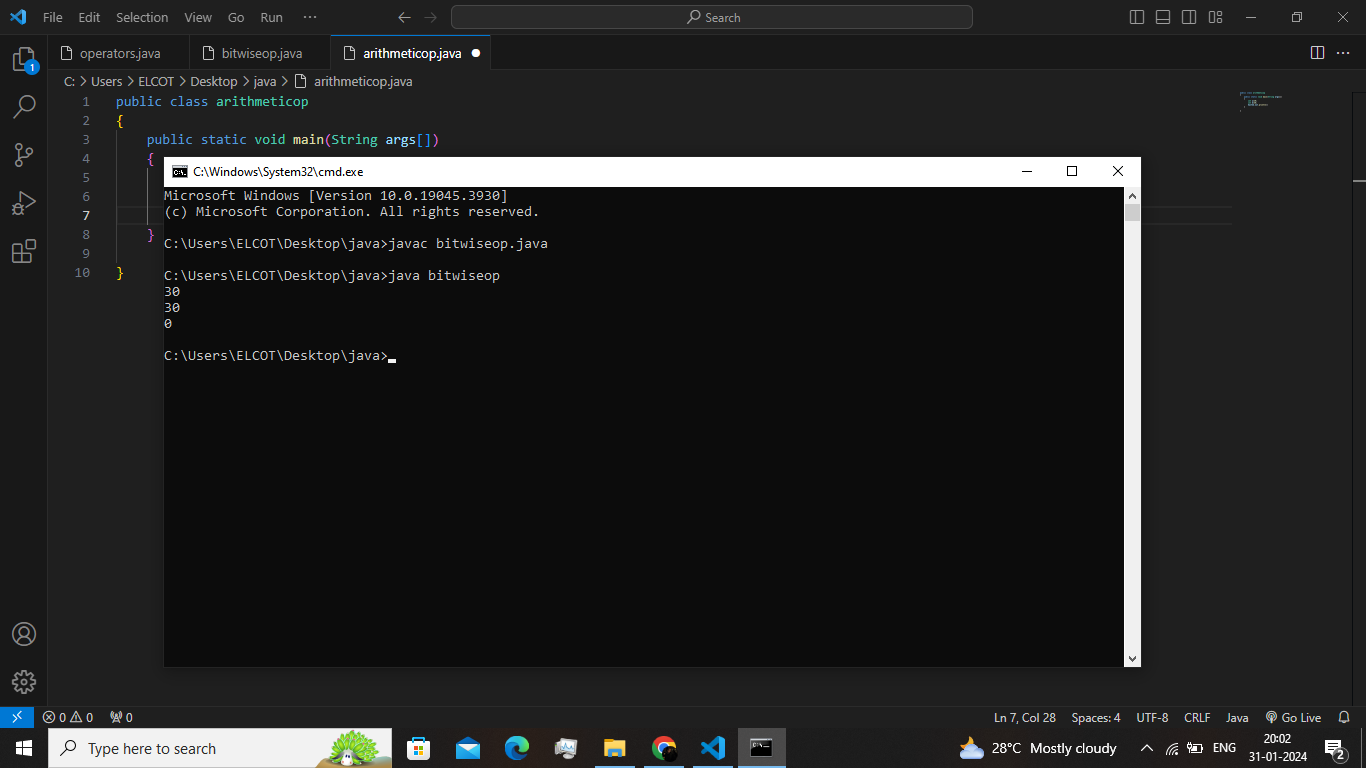 File Edit Selection View Go Run ··· Search
operators.java bitwiseop.java arithmeticop.java
C: > Users > ELCOT > Desktop > java > arithmeticop.java
1 public class arithmeticop
2 {
3 public static void main(String args[])
4 {
5
6
7
8 }
9
10 }
C:\Windows\System32\cmd.exe
Microsoft Windows [Version 10.0.19045.3930]
(c) Microsoft Corporation. All rights reserved.
C:\Users\ELCOT\Desktop\java>javac bitwiseop.java
C:\Users\ELCOT\Desktop\java>java bitwiseop
30
30
0
C:\Users\ELCOT\Desktop\java>
1
0 0 0 Ln 7, Col 28 Spaces: 4 UTF-8 CRLF Java Go Live
Type here to search 28°C Mostly cloudy ENG 20:02
31-01-2024
2